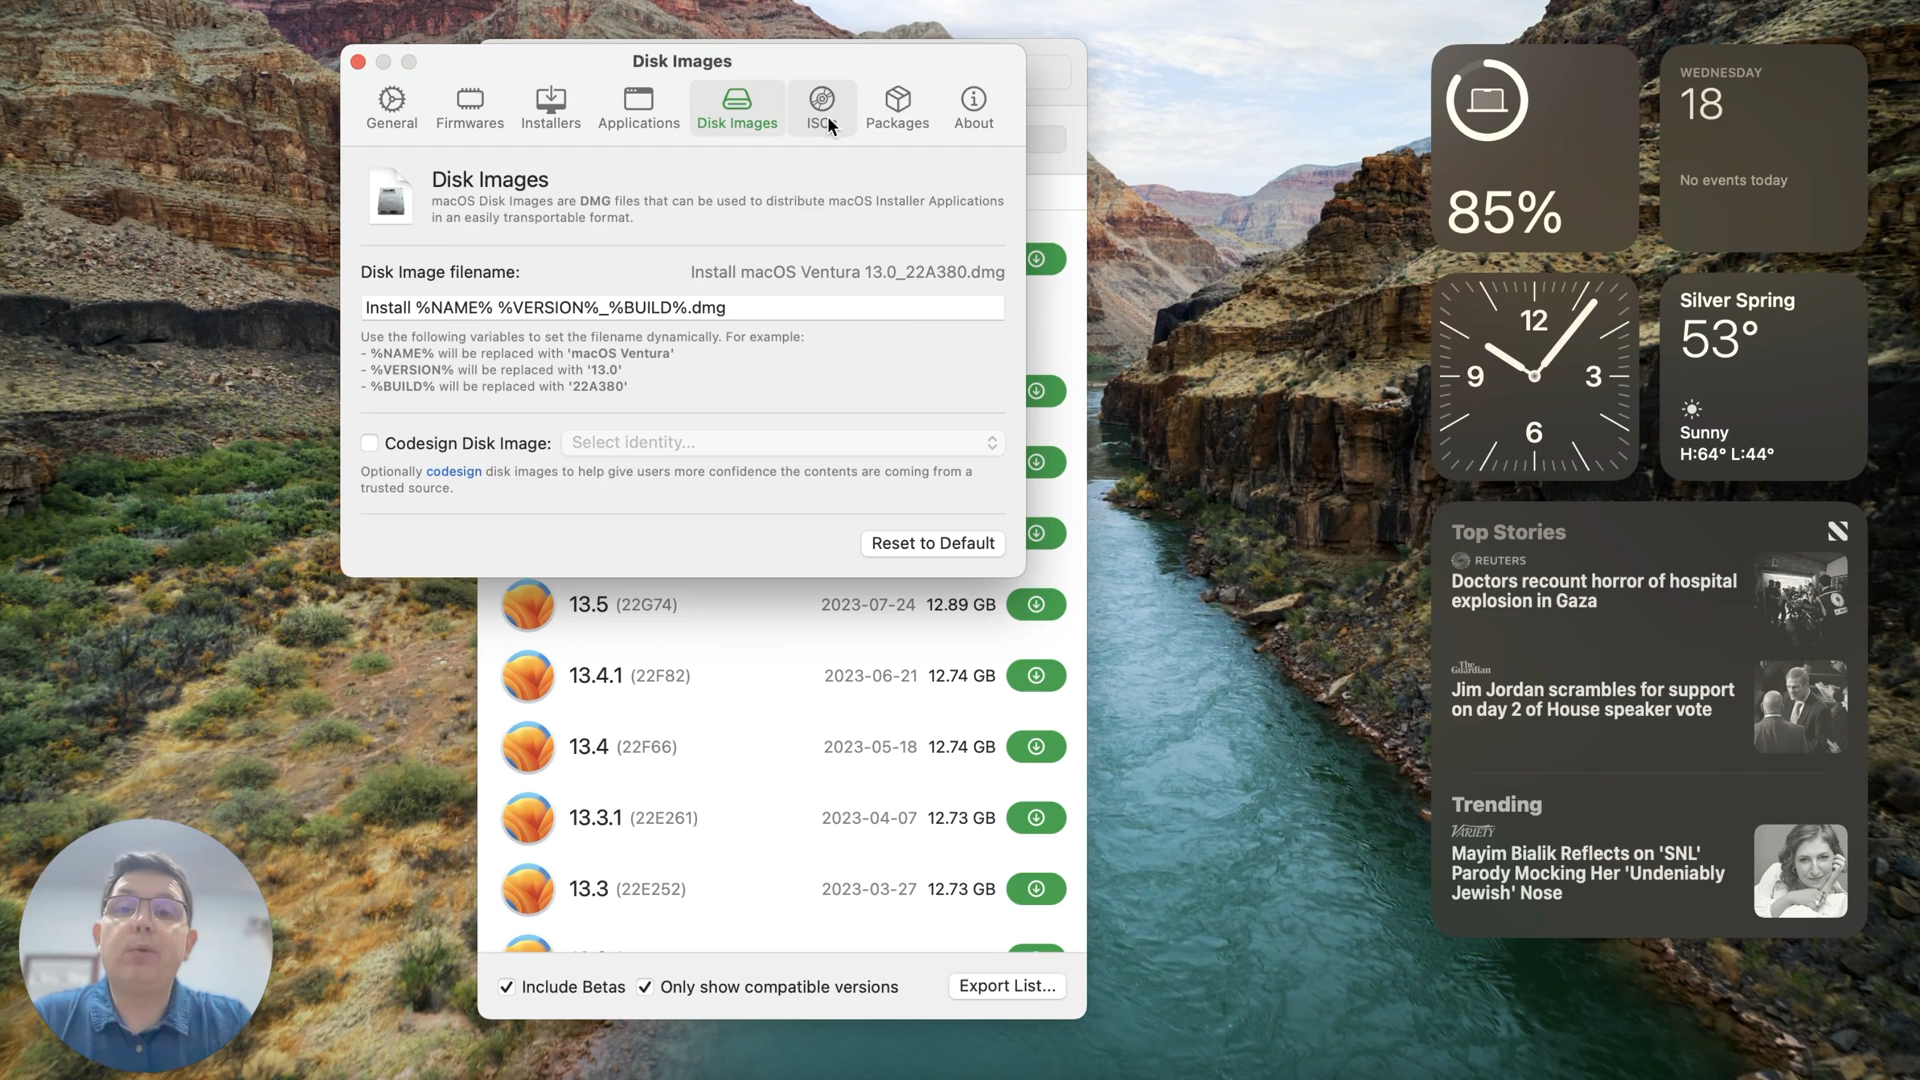 Disk Images
General Firmwares Installers Applications Disk Images ISOs Packages About
Disk Images
macOS Disk Images are DMG files that can be used to distribute macOS Installer Applications
in an easily transportable format.
Disk Image filename: Install macOS Ventura 13.0_22A380.dmg
Install %NAME% %VERSION%_%BUILD%.dmg
Use the following variables to set the filename dynamically. For example:
- %NAME% will be replaced with 'macOS Ventura'
- %VERSION% will be replaced with '13.0'
- %BUILD% will be replaced with '22A380'
Codesign Disk Image: Select identity...
Optionally codesign disk images to help give users more confidence the contents are coming from a
trusted source.
Reset to Default
13.5 (22G74) 2023-07-24 12.89 GB
13.4.1 (22F82) 2023-06-21 12.74 GB
13.4 (22F66) 2023-05-18 12.74 GB
13.3.1 (22E261) 2023-04-07 12.73 GB
13.3 (22E252) 2023-03-27 12.73 GB
Include Betas Only show compatible versions Export List...
85%
WEDNESDAY
18
No events today
12
9 3
6
Silver Spring
53°
Sunny
H:64° L:44°
Top Stories
REUTERS
Doctors recount horror of hospital
explosion in Gaza
The Guardian
Jim Jordan scrambles for support
on day 2 of House speaker vote
Trending
VARIETY
Mayim Bialik Reflects on 'SNL'
Parody Mocking Her 'Undeniably
Jewish' Nose